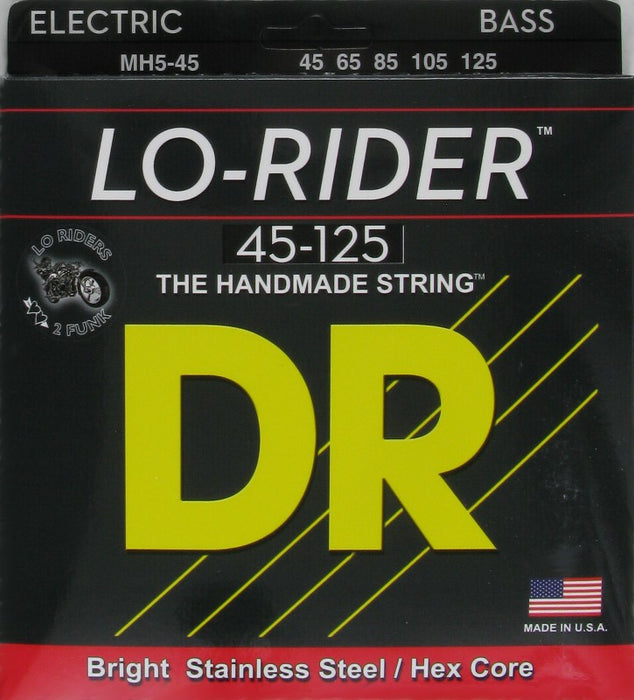 ELECTRIC BASS
MH5-45 45 65 85 105 125
LO-RIDER™
45-125
LO RIDERS
2 FUNK
THE HANDMADE STRING™
DR
MADE IN U.S.A.
Bright Stainless Steel / Hex Core